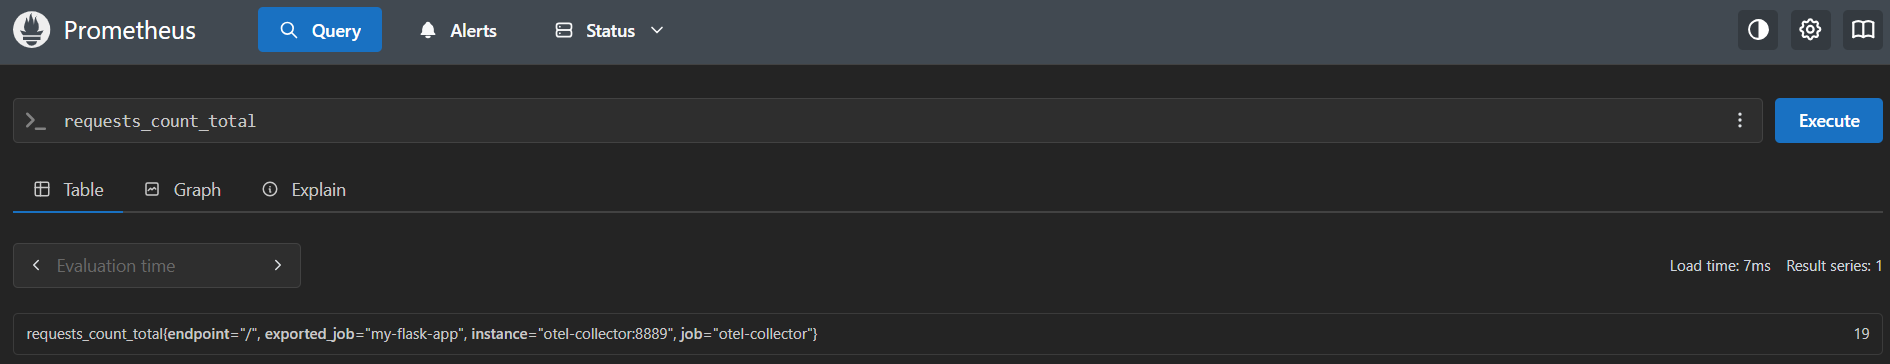 Prometheus Query Alerts Status
requests_count_total Execute
Table Graph Explain
Evaluation time Load time: 7ms Result series: 1
requests_count_total{endpoint="/", exported_job="my-flask-app", instance="otel-collector:8889", job="otel-collector"} 19